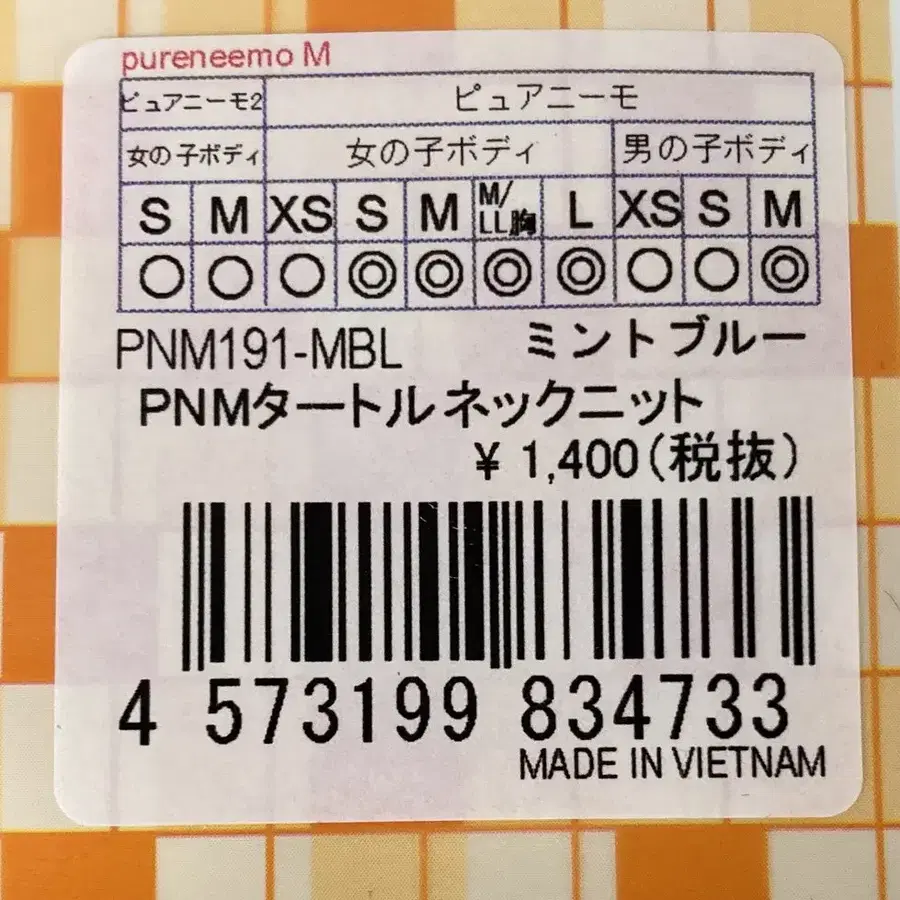 pureneemo M
ピュアニーモ2 ピュアニーモ
女の子ボディ 女の子ボディ 男の子ボディ
S M XS S M M/LL胸 L XS S M
○ ○ ○ ◎ ◎ ◎ ◎ ○ ○ ◎
PNM191-MBL ミントブルー
PNMタートルネックニット
¥ 1,400(税抜)
4 573199 834733
MADE IN VIETNAM